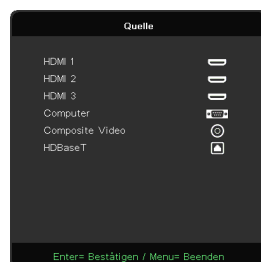 Quelle
HDMI 1
HDMI 2
HDMI 3
Computer
Composite Video
HDBaseT
Enter= Bestätigen / Menu= Beenden